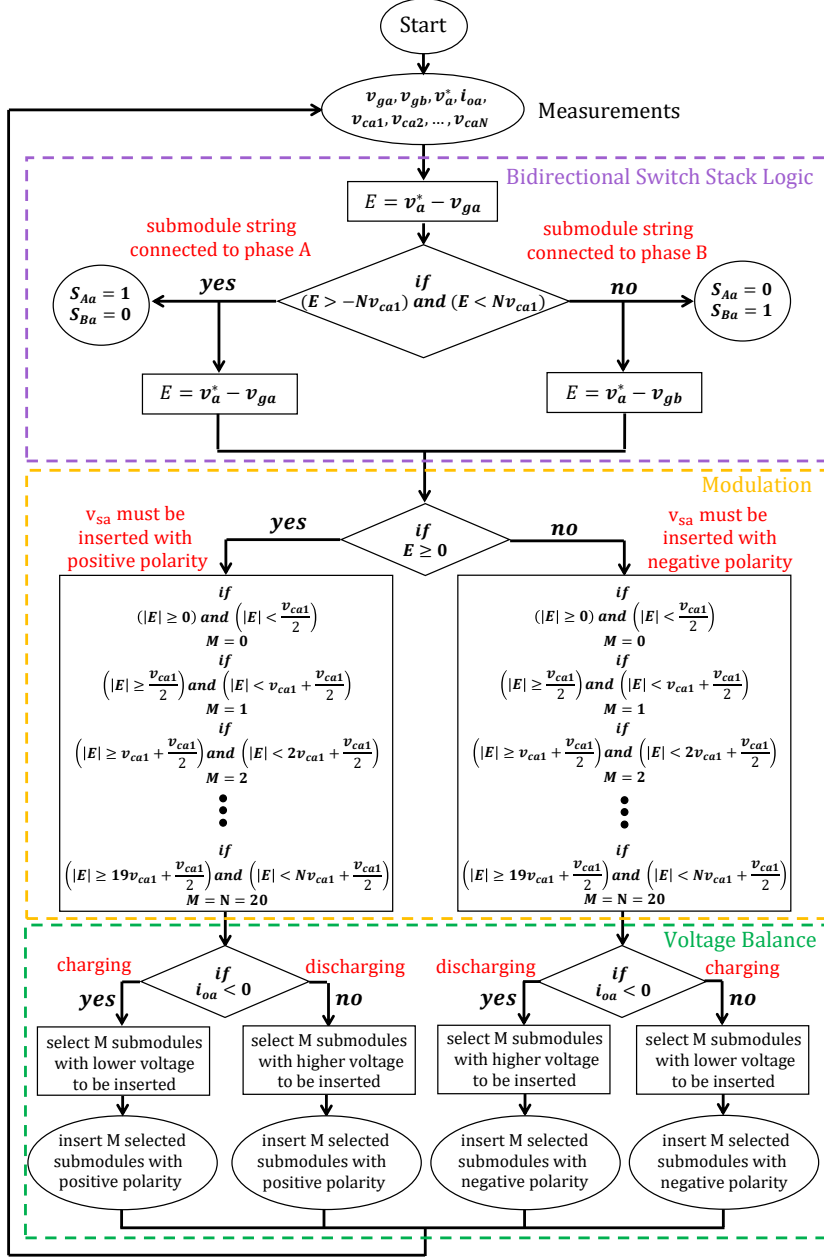 Start
v_ga, v_gb, v_a^*, i_oa,
v_ca1, v_ca2, ..., v_caN
Measurements
Bidirectional Switch Stack Logic
E = v_a^* − v_ga
submodule string
connected to phase A
submodule string
connected to phase B
yes
if
(E > −Nv_ca1) and (E < Nv_ca1)
no
S_Aa = 1
S_Ba = 0
S_Aa = 0
S_Ba = 1
E = v_a^* − v_ga
E = v_a^* − v_gb
Modulation
v_sa must be
inserted with
positive polarity
yes
if
E ≥ 0
no
v_sa must be
inserted with
negative polarity
if
(|E| ≥ 0) and (|E| < v_ca1/2)
M = 0
if
(|E| ≥ v_ca1/2) and (|E| < v_ca1 + v_ca1/2)
M = 1
if
(|E| ≥ v_ca1 + v_ca1/2) and (|E| < 2v_ca1 + v_ca1/2)
M = 2
if
(|E| ≥ 19v_ca1 + v_ca1/2) and (|E| < Nv_ca1 + v_ca1/2)
M = N = 20
if
(|E| ≥ 0) and (|E| < v_ca1/2)
M = 0
if
(|E| ≥ v_ca1/2) and (|E| < v_ca1 + v_ca1/2)
M = 1
if
(|E| ≥ v_ca1 + v_ca1/2) and (|E| < 2v_ca1 + v_ca1/2)
M = 2
if
(|E| ≥ 19v_ca1 + v_ca1/2) and (|E| < Nv_ca1 + v_ca1/2)
M = N = 20
Voltage Balance
charging
yes
if
i_oa < 0
discharging
no
discharging
yes
if
i_oa < 0
charging
no
select M submodules
with lower voltage
to be inserted
select M submodules
with higher voltage
to be inserted
select M submodules
with higher voltage
to be inserted
select M submodules
with lower voltage
to be inserted
insert M selected
submodules with
positive polarity
insert M selected
submodules with
positive polarity
insert M selected
submodules with
negative polarity
insert M selected
submodules with
negative polarity